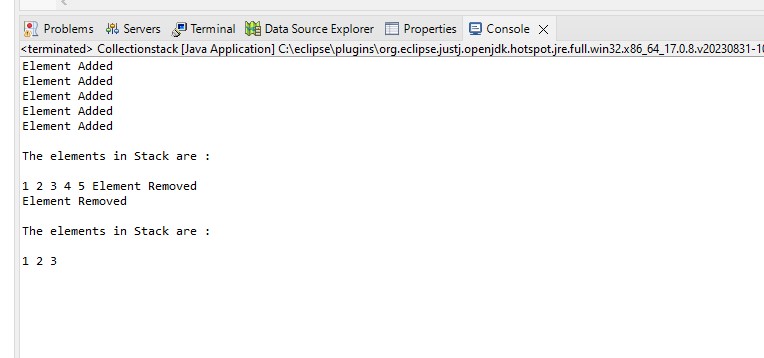 Problems Servers Terminal Data Source Explorer Properties Console
<terminated> Collectionstack [Java Application] C:\eclipse\plugins\org.eclipse.justj.openjdk.hotspot.jre.full.win32.x86_64_17.0.8.v20230831-10
Element Added
Element Added
Element Added
Element Added
Element Added
The elements in Stack are :
1 2 3 4 5 Element Removed
Element Removed
The elements in Stack are :
1 2 3